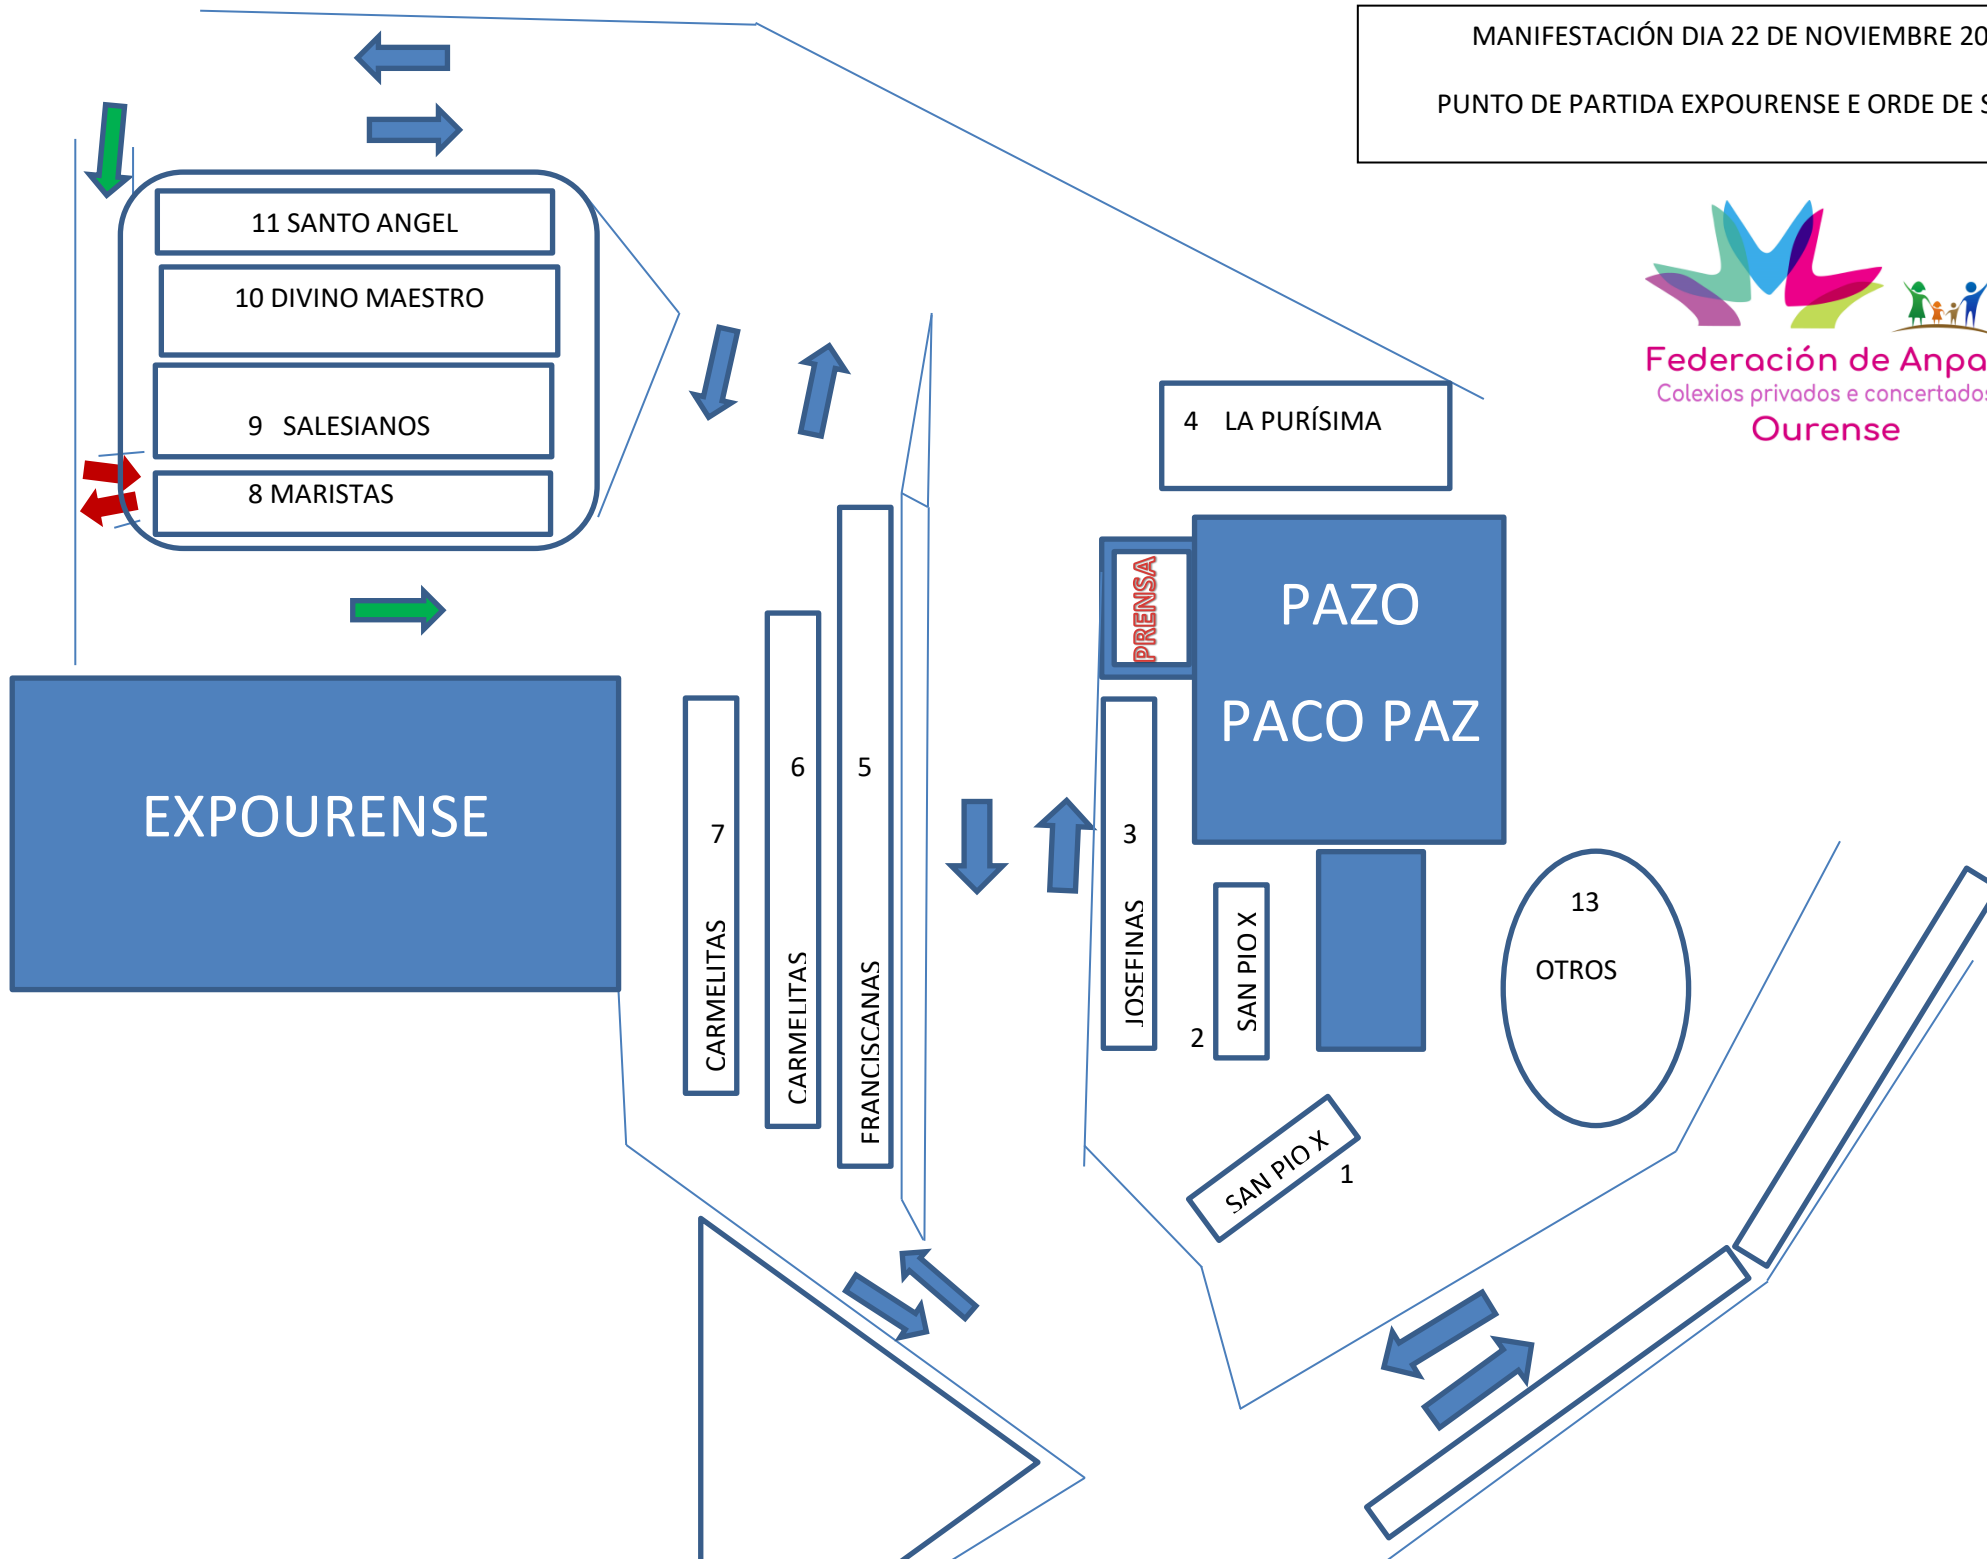 MANIFESTACIÓN DIA 22 DE NOVIEMBRE 20
PUNTO DE PARTIDA EXPOURENSE E ORDE DE S
Federación de Anpa
Colexios privados e concertados
Ourense
11 SANTO ANGEL
10 DIVINO MAESTRO
9 SALESIANOS
8 MARISTAS
4 LA PURÍSIMA
PRENSA
PAZO
PACO PAZ
EXPOURENSE
7
CARMELITAS
6
CARMELITAS
5
FRANCISCANAS
3
JOSEFINAS
2
SAN PIO X
SAN PIO X
1
13
OTROS